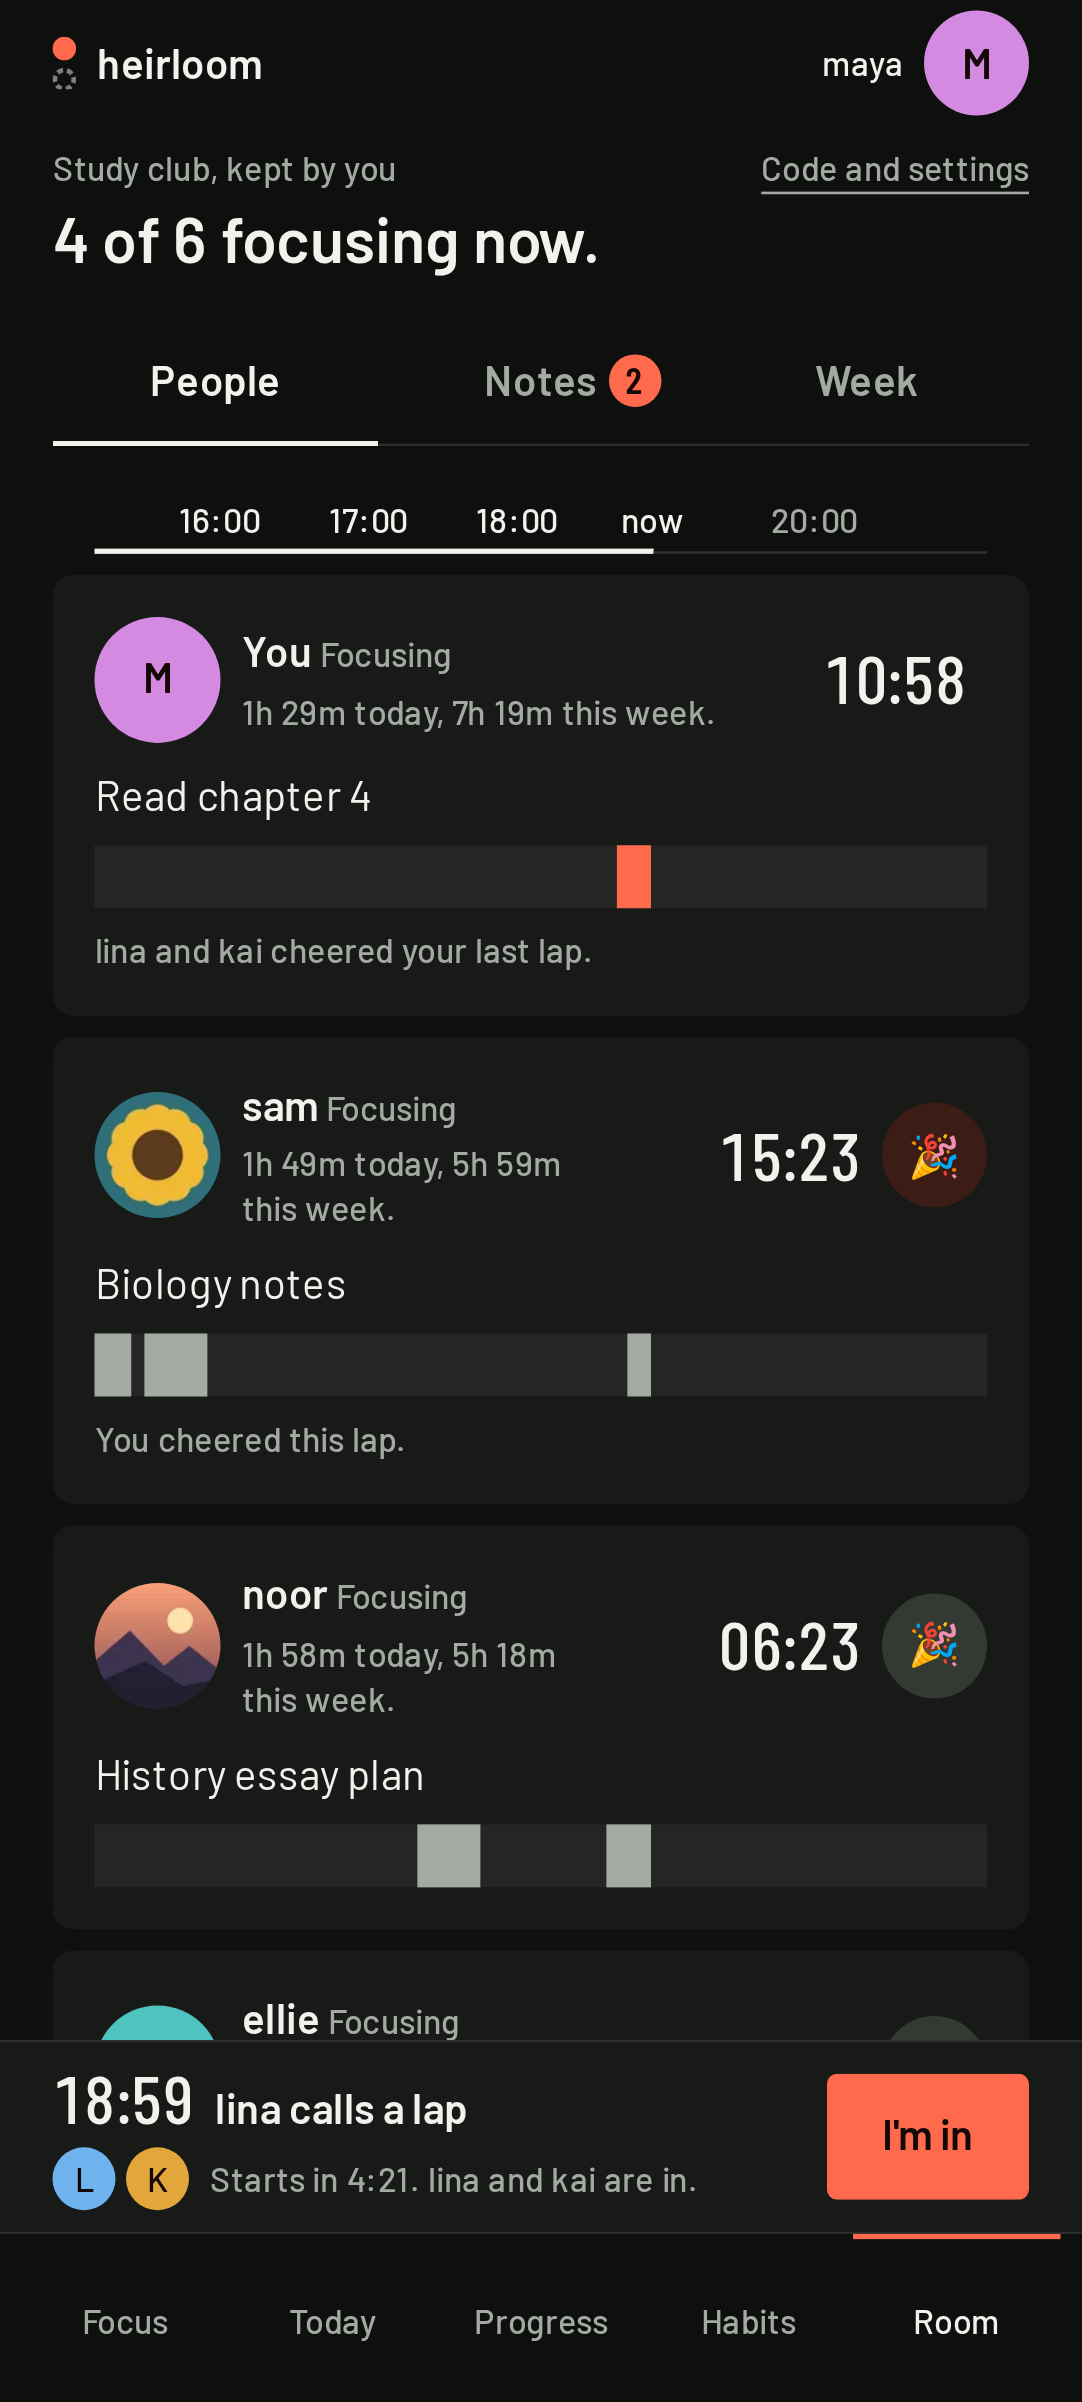 heirloom
maya
M
Study club, kept by you
Code and settings
4 of 6 focusing now.
People
Notes 2
Week
16:00 17:00 18:00 now 20:00
M
You Focusing
1h 29m today, 7h 19m this week.
10:58
Read chapter 4
lina and kai cheered your last lap.
sam Focusing
1h 49m today, 5h 59m
this week.
15:23
Biology notes
You cheered this lap.
noor Focusing
1h 58m today, 5h 18m
this week.
06:23
History essay plan
ellie Focusing
18:59 lina calls a lap
L K Starts in 4:21. lina and kai are in.
I'm in
Focus Today Progress Habits Room